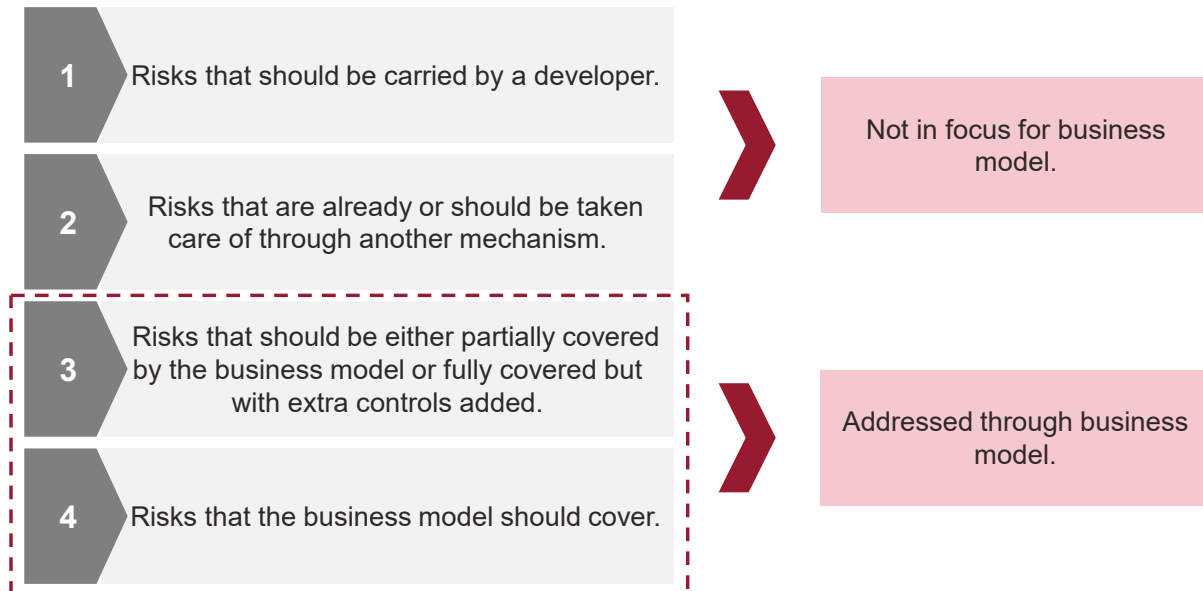 1
Risks that should be carried by a developer.
Not in focus for business
model.
2
Risks that are already or should be taken
care of through another mechanism.
3
Risks that should be either partially covered
by the business model or fully covered but
with extra controls added.
Addressed through business
model.
4
Risks that the business model should cover.